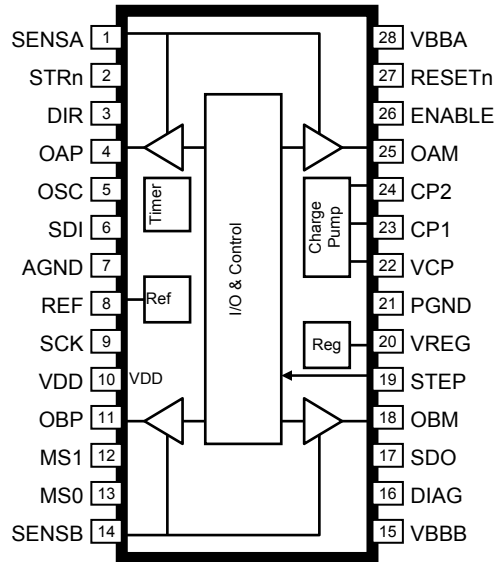 SENSA 1
STRn 2
DIR 3
OAP 4
OSC 5
SDI 6
AGND 7
REF 8
SCK 9
VDD 10 VDD
OBP 11
MS1 12
MS0 13
SENSB 14
Timer
Ref
I/O & Control
Charge
Pump
Reg
28 VBBA
27 RESETn
26 ENABLE
25 OAM
24 CP2
23 CP1
22 VCP
21 PGND
20 VREG
19 STEP
18 OBM
17 SDO
16 DIAG
15 VBBB